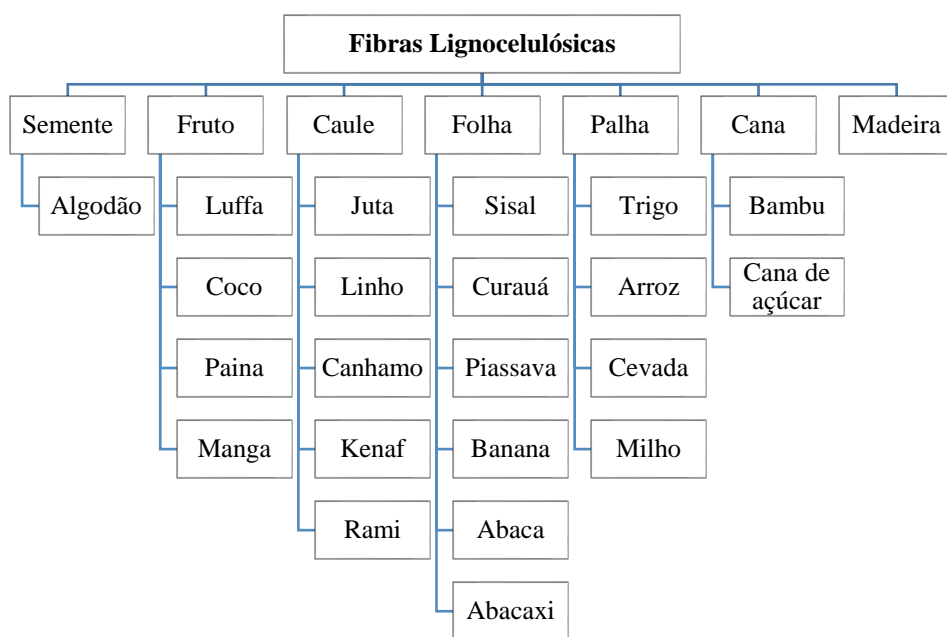 Fibras Lignocelulósicas
Semente
Fruto
Caule
Folha
Palha
Cana
Madeira
Algodão
Luffa
Juta
Sisal
Trigo
Bambu
Coco
Linho
Curauá
Arroz
Cana de
açúcar
Paina
Canhamo
Piassava
Cevada
Manga
Kenaf
Banana
Milho
Rami
Abaca
Abacaxi